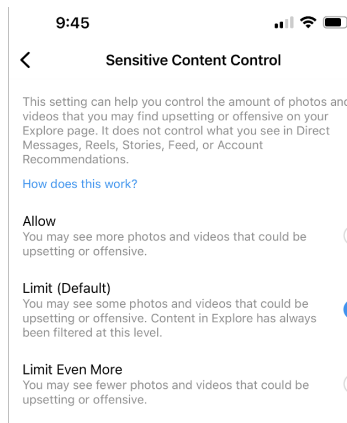 9:45
Sensitive Content Control
This setting can help you control the amount of photos and
videos that you may find upsetting or offensive on your
Explore page. It does not control what you see in Direct
Messages, Reels, Stories, Feed, or Account
Recommendations.
How does this work?
Allow
You may see more photos and videos that could be
upsetting or offensive.
Limit (Default)
You may see some photos and videos that could be
upsetting or offensive. Content in Explore has always
been filtered at this level.
Limit Even More
You may see fewer photos and videos that could be
upsetting or offensive.